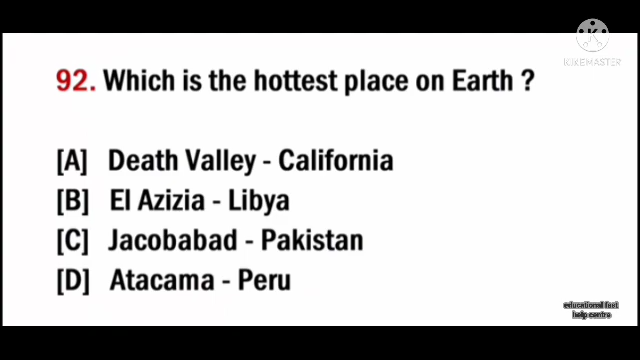 KINEMASTER
92. Which is the hottest place on Earth ?
[A] Death Valley - California
[B] El Azizia - Libya
[C] Jacobabad - Pakistan
[D] Atacama - Peru
educational fast
help centre